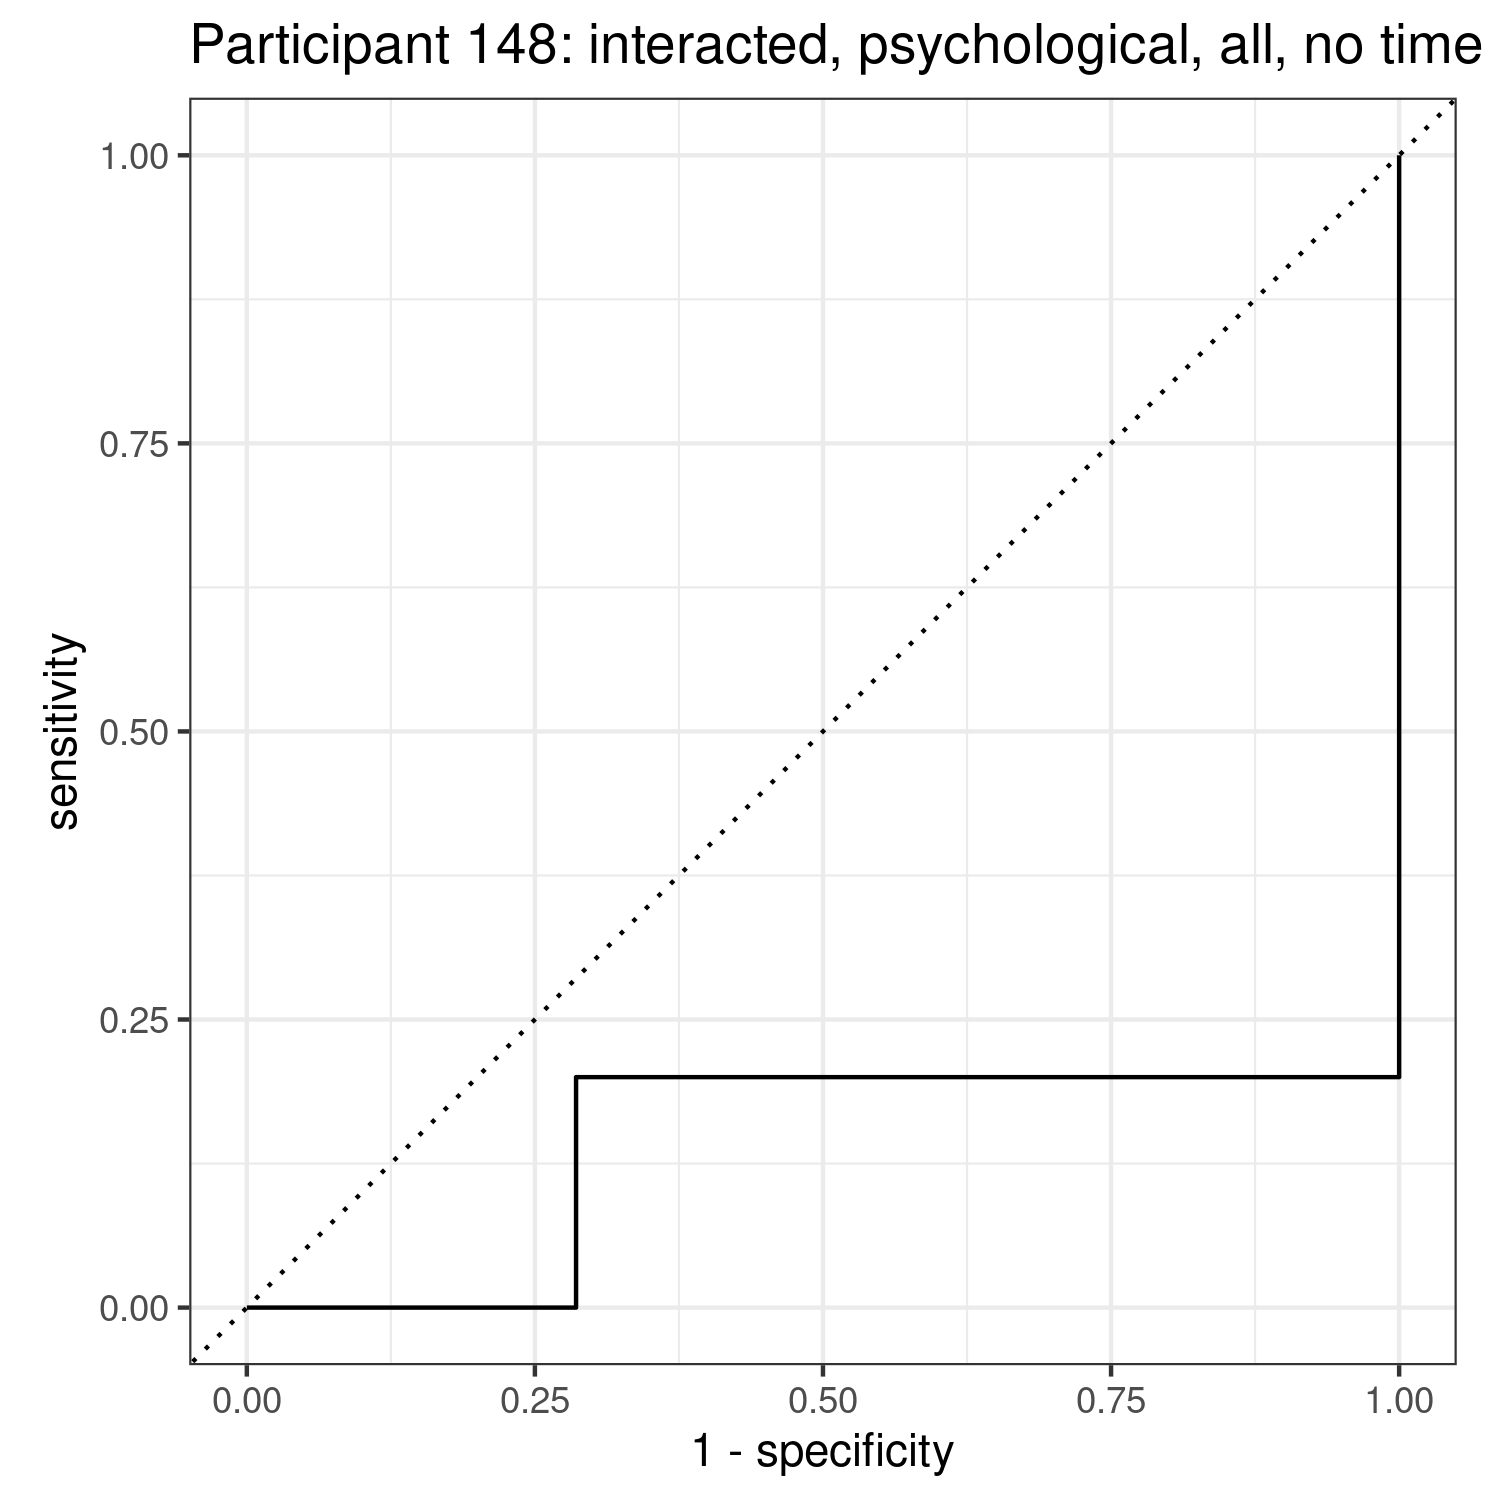 Participant 148: interacted, psychological, all, no time
1.00
0.75
0.50
0.25
0.00
sensitivity
0.00 0.25 0.50 0.75 1.00
1 - specificity